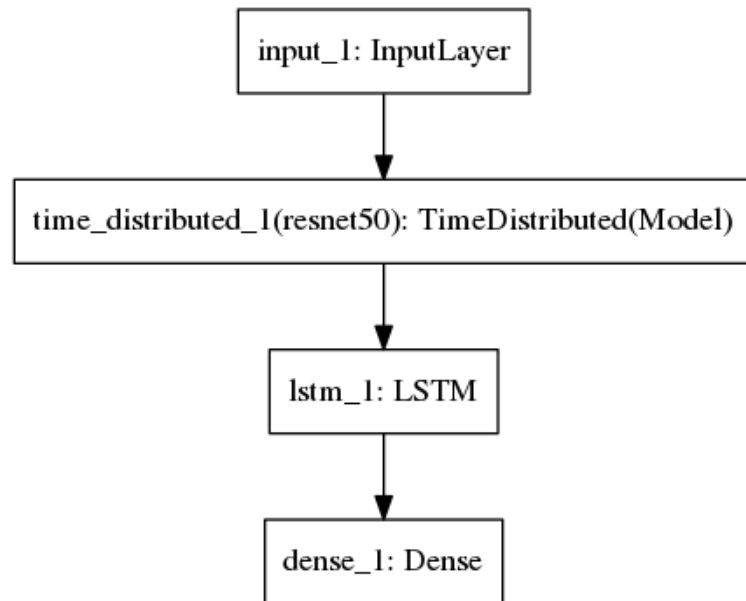 input_1: InputLayer
time_distributed_1(resnet50): TimeDistributed(Model)
lstm_1: LSTM
dense_1: Dense